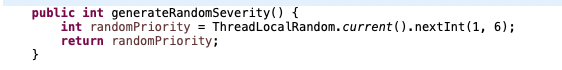 public int generateRandomSeverity() {
    int randomPriority = ThreadLocalRandom.current().nextInt(1, 6);
    return randomPriority;
}